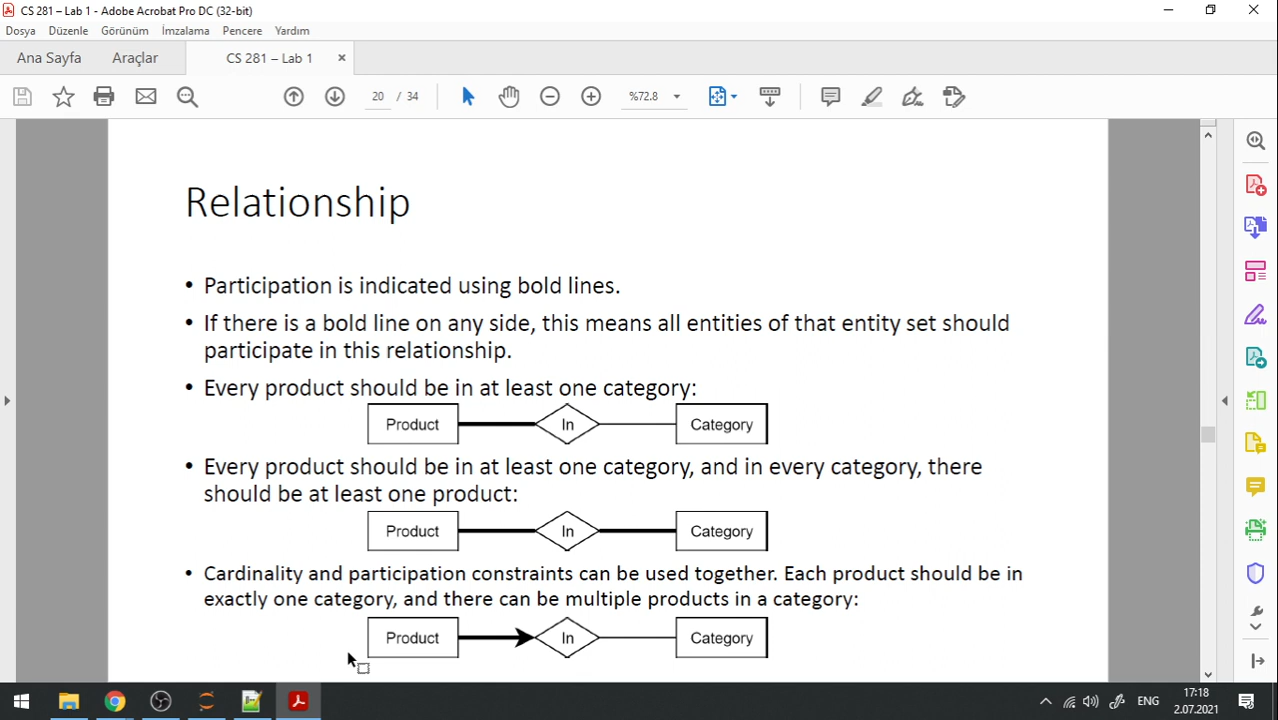 CS 281 – Lab 1 - Adobe Acrobat Pro DC (32-bit)
Dosya Düzenle Görünüm İmzalama Pencere Yardım
Ana Sayfa Araçlar CS 281 – Lab 1
20 / 34 %72.8
Relationship
• Participation is indicated using bold lines.
• If there is a bold line on any side, this means all entities of that entity set should
participate in this relationship.
• Every product should be in at least one category:
Product In Category
• Every product should be in at least one category, and in every category, there
should be at least one product:
Product In Category
• Cardinality and participation constraints can be used together. Each product should be in
exactly one category, and there can be multiple products in a category:
Product In Category
ENG 17:18
2.07.2021